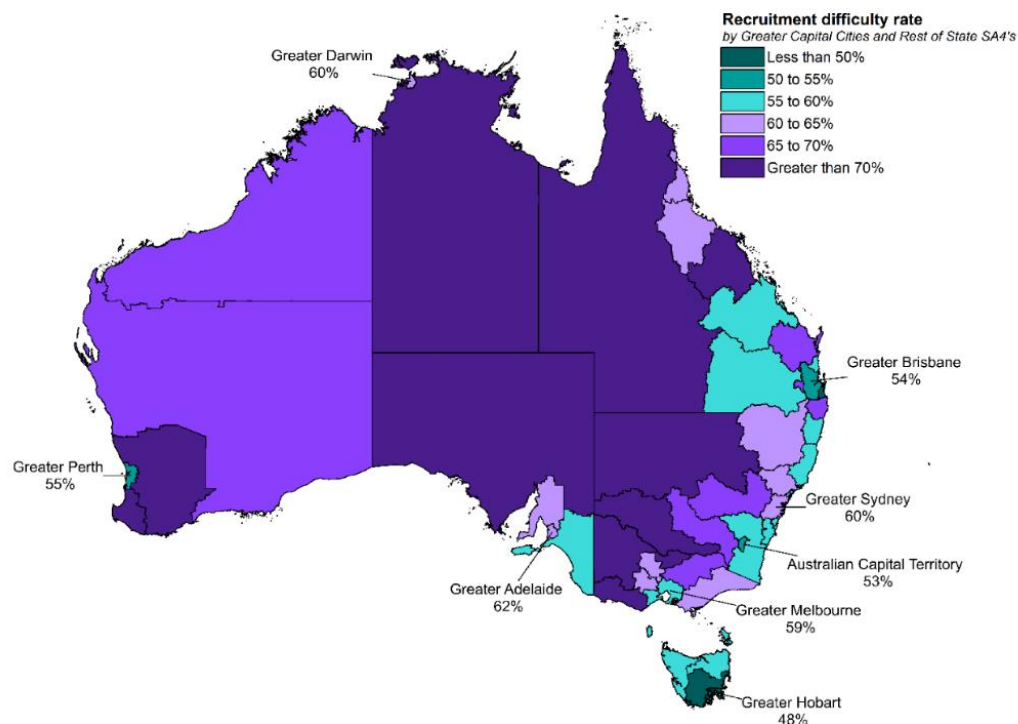 Recruitment difficulty rate
by Greater Capital Cities and Rest of State SA4's
Less than 50%
50 to 55%
55 to 60%
60 to 65%
65 to 70%
Greater than 70%
Greater Darwin
60%
Greater Brisbane
54%
Greater Perth
55%
Greater Sydney
60%
Australian Capital Territory
53%
Greater Adelaide
62%
Greater Melbourne
59%
Greater Hobart
48%